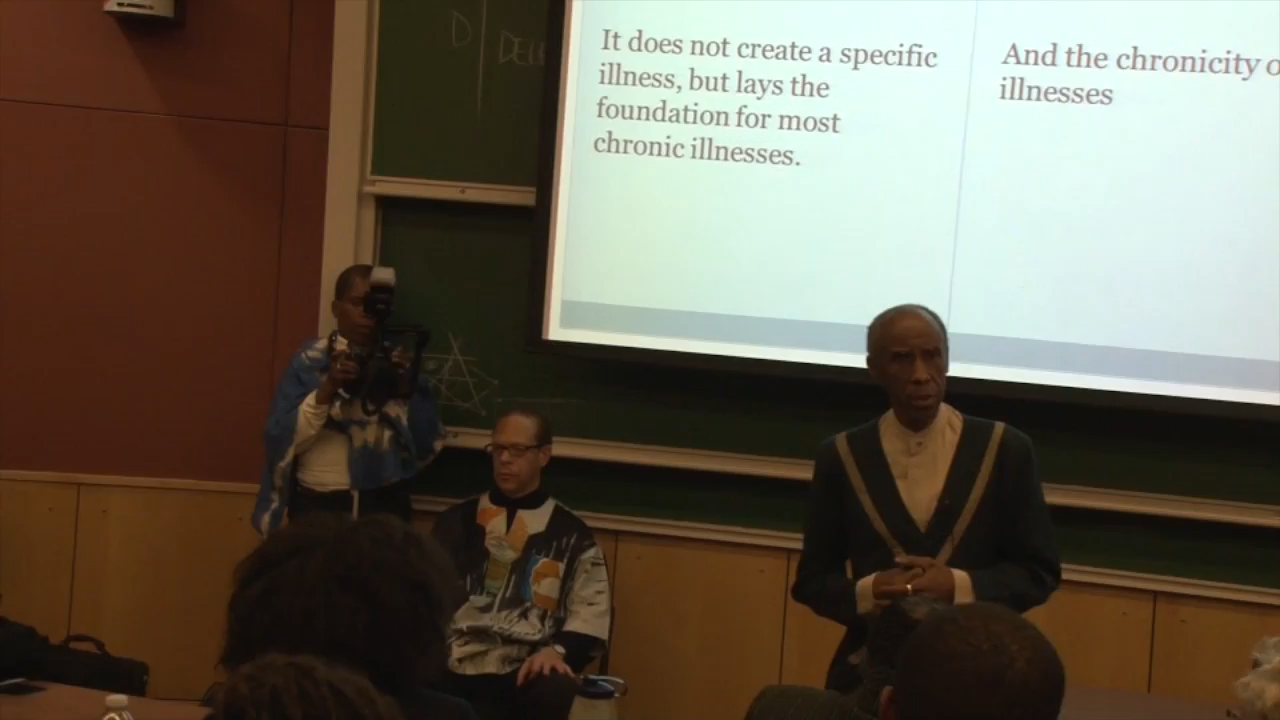 It does not create a specific
illness, but lays the
foundation for most
chronic illnesses.
And the chronicity o
illnesses
D